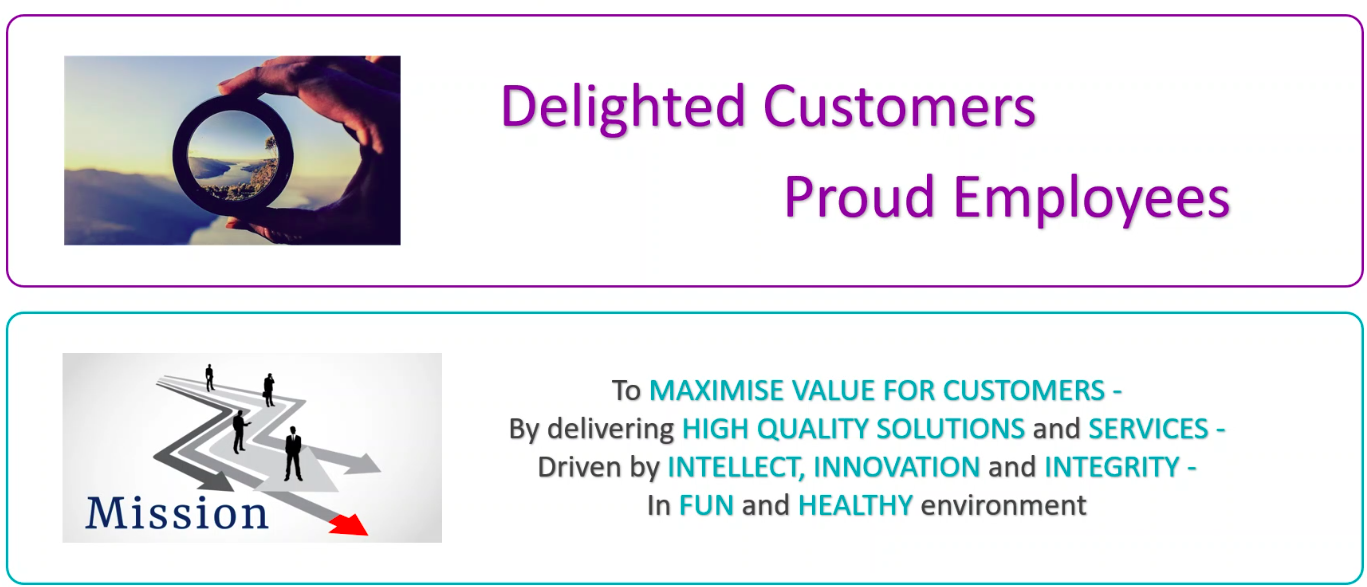 Delighted Customers
Proud Employees
Mission
To MAXIMISE VALUE FOR CUSTOMERS -
By delivering HIGH QUALITY SOLUTIONS and SERVICES -
Driven by INTELLECT, INNOVATION and INTEGRITY -
In FUN and HEALTHY environment